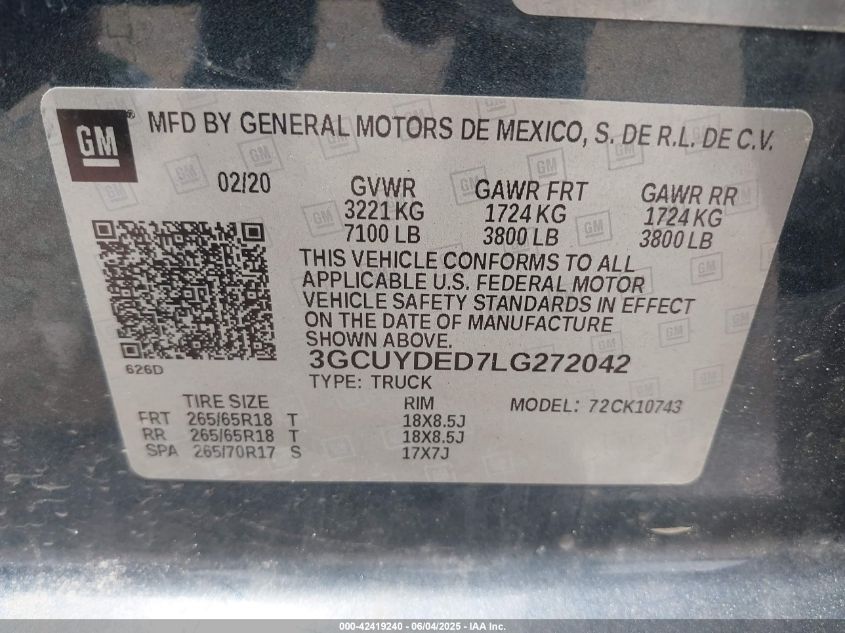 GM ® MFD BY GENERAL MOTORS DE MEXICO, S. DE R.L. DE C.V.
02/20 GVWR GAWR FRT GAWR RR
3221 KG 1724 KG 1724 KG
7100 LB 3800 LB 3800 LB
THIS VEHICLE CONFORMS TO ALL
APPLICABLE U.S. FEDERAL MOTOR
VEHICLE SAFETY STANDARDS IN EFFECT
ON THE DATE OF MANUFACTURE
SHOWN ABOVE.
626D 3GCUYDED7LG272042
TYPE: TRUCK
TIRE SIZE RIM MODEL: 72CK10743
FRT 265/65R18 T 18X8.5J
RR 265/65R18 T 18X8.5J
SPA 265/70R17 S 17X7J
000-42419240 - 06/04/2025 - IAA, Inc.